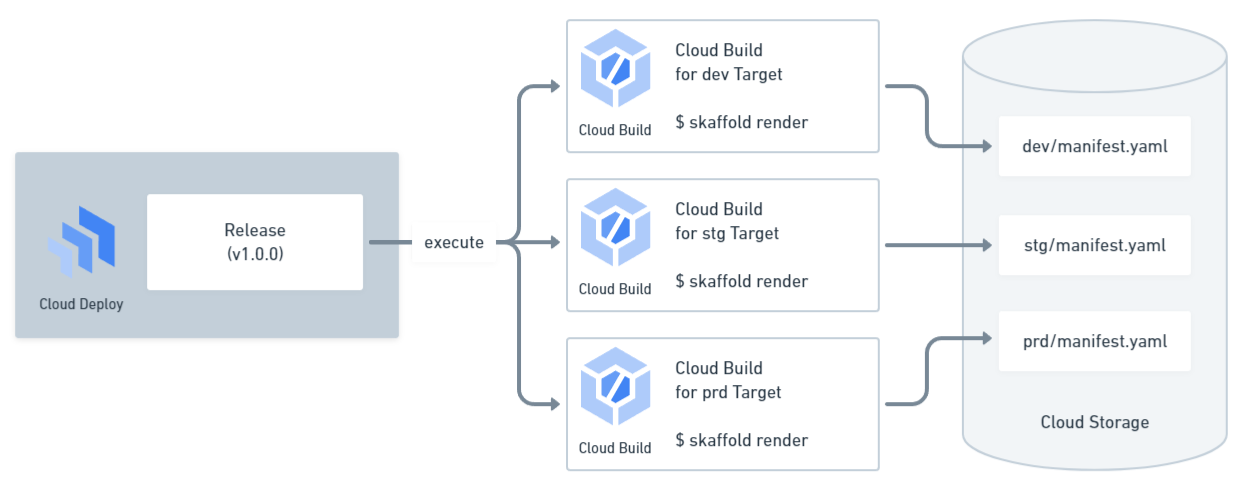 Cloud Deploy
Release
(v1.0.0)
execute
Cloud Build
Cloud Build
for dev Target
$ skaffold render
Cloud Build
Cloud Build
for stg Target
$ skaffold render
Cloud Build
Cloud Build
for prd Target
$ skaffold render
dev/manifest.yaml
stg/manifest.yaml
prd/manifest.yaml
Cloud Storage